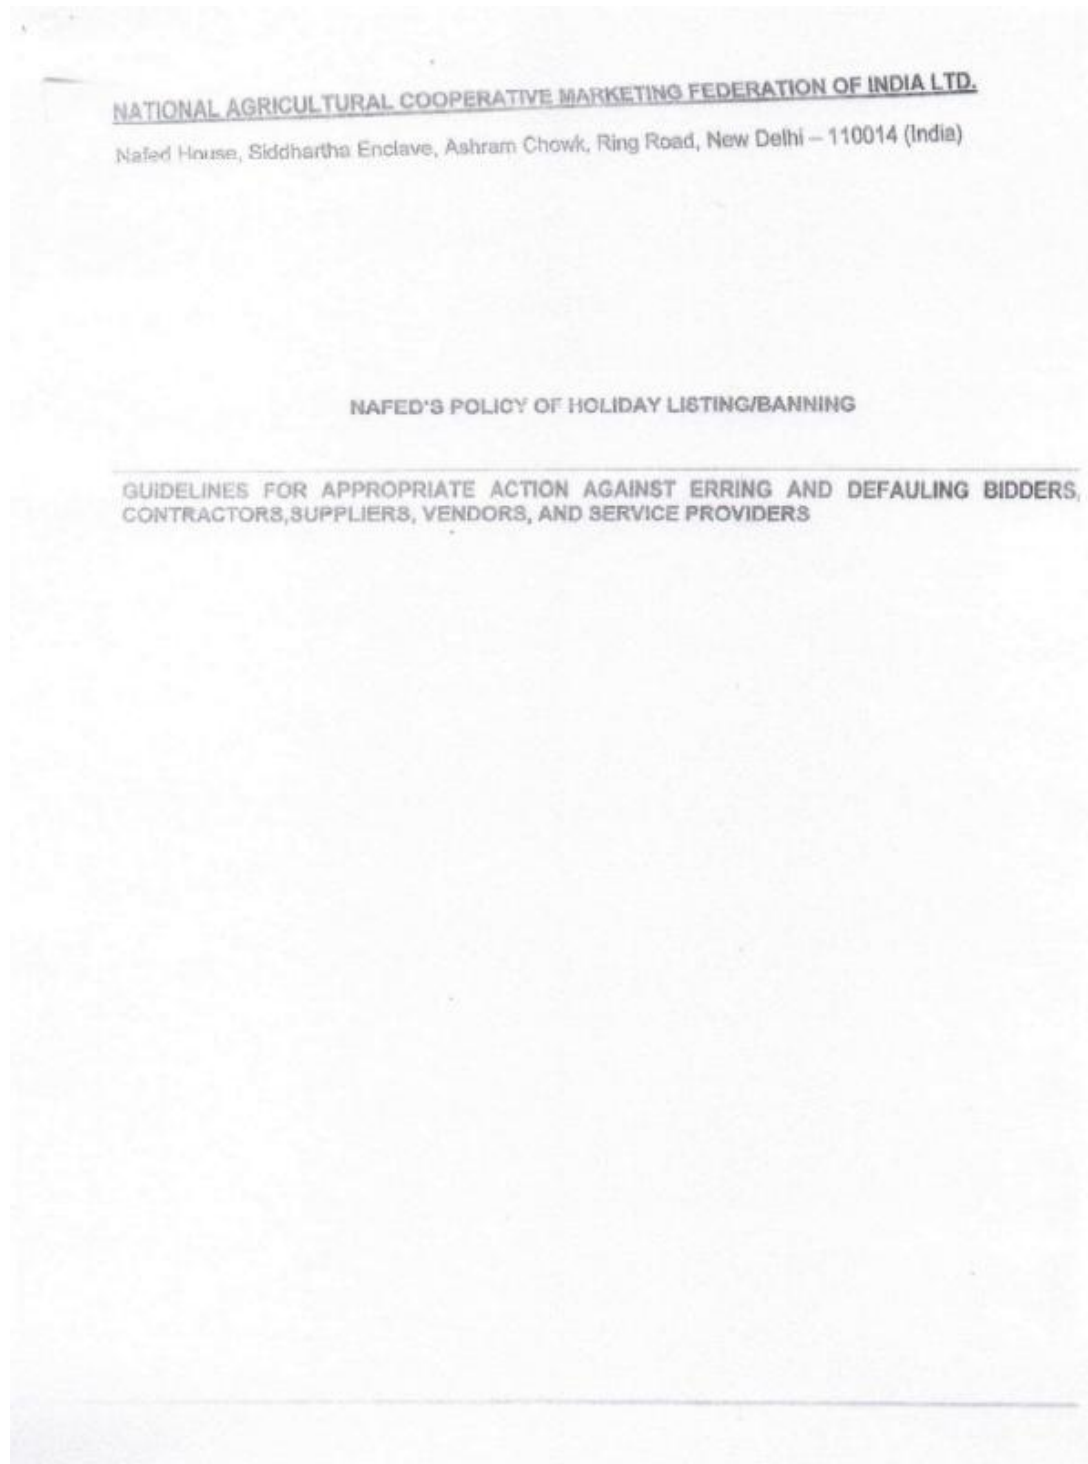 NATIONAL AGRICULTURAL COOPERATIVE MARKETING FEDERATION OF INDIA LTD.
Nafed House, Siddhartha Enclave, Ashram Chowk, Ring Road, New Delhi – 110014 (India)
NAFED'S POLICY OF HOLIDAY LISTING/BANNING
GUIDELINES FOR APPROPRIATE ACTION AGAINST ERRING AND DEFAULING BIDDERS,
CONTRACTORS,SUPPLIERS, VENDORS, AND SERVICE PROVIDERS